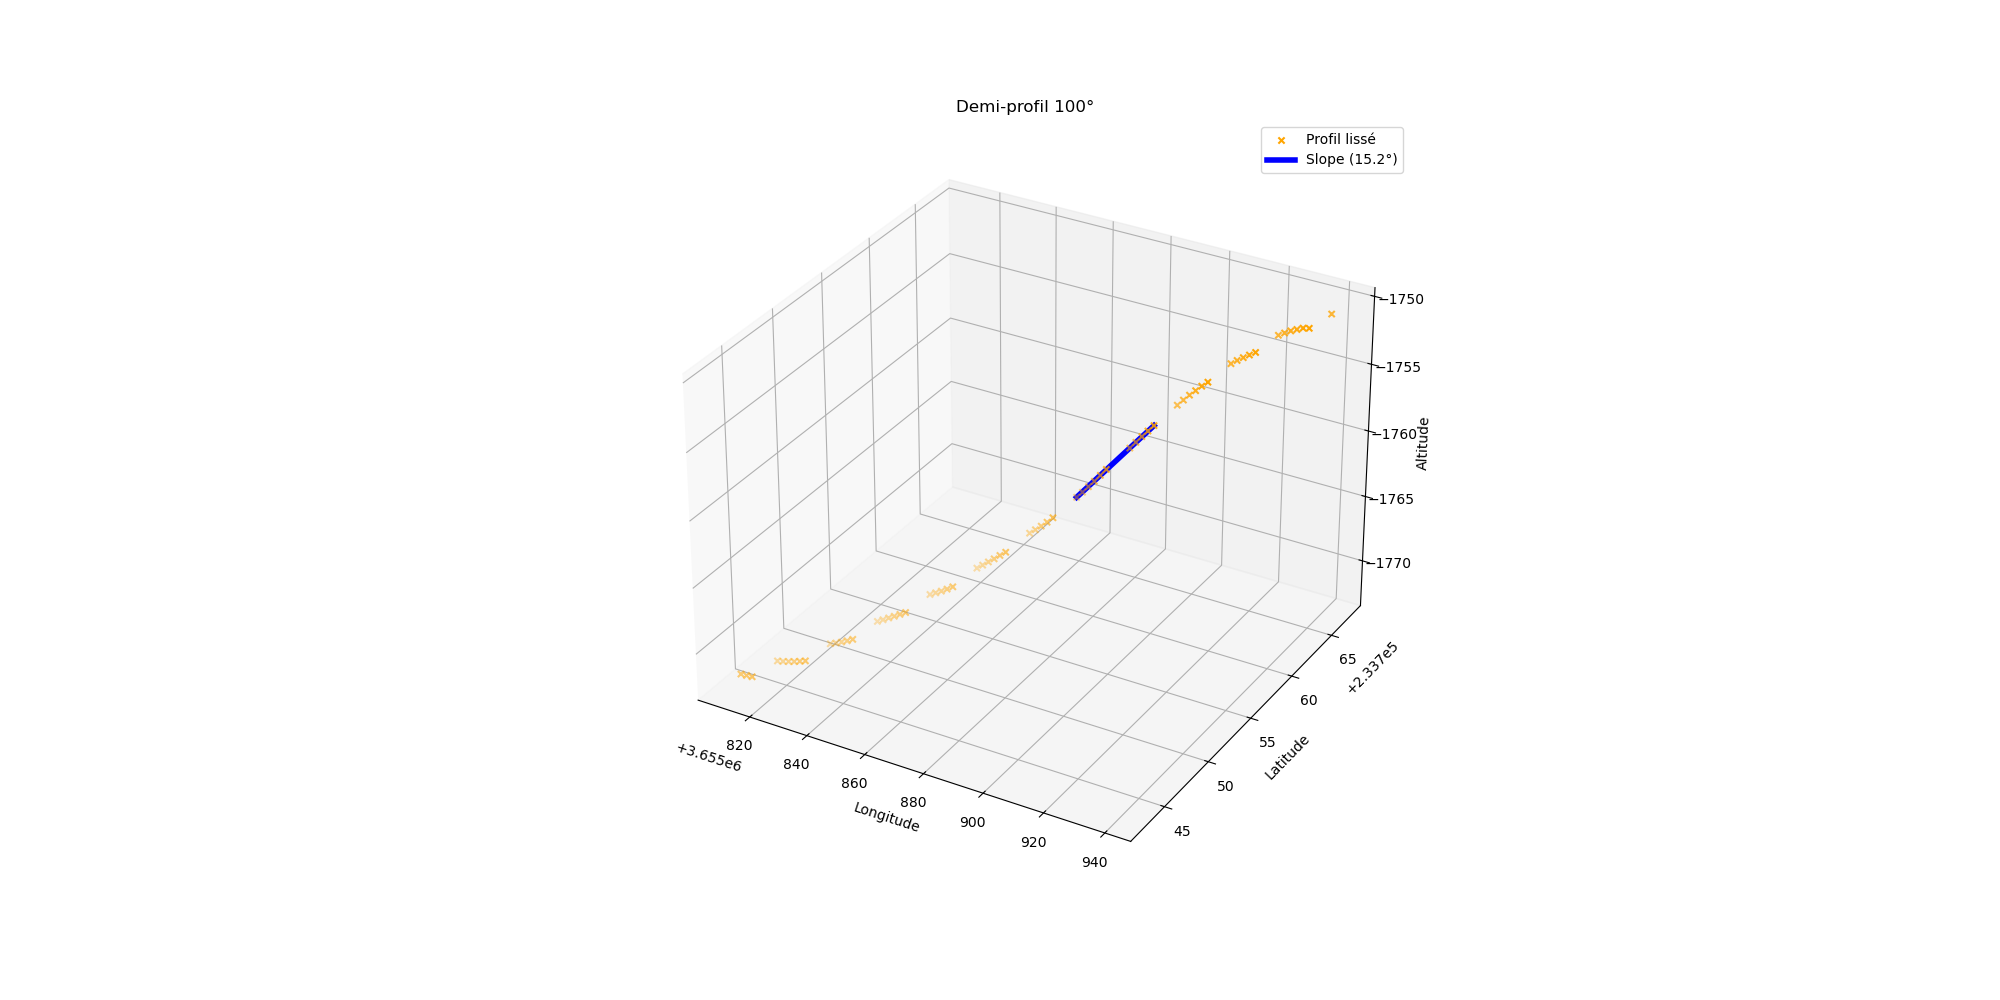 Demi-profil 100°
Profil lissé
Slope (15.2°)
−1750
−1755
−1760
−1765
−1770
Altitude
65
60
55
50
45
+2.337e5
Latitude
820
840
860
880
900
920
940
+3.655e6
Longitude